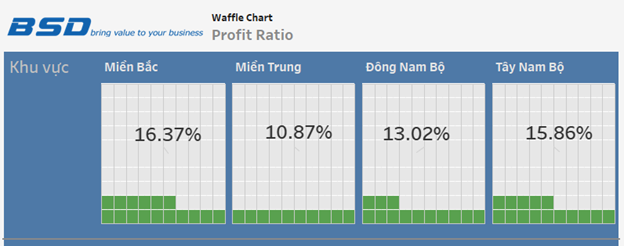 BSD bring value to your business
Waffle Chart
Profit Ratio
Khu vực
Miền Bắc
Miền Trung
Đông Nam Bộ
Tây Nam Bộ
16.37%
10.87%
13.02%
15.86%